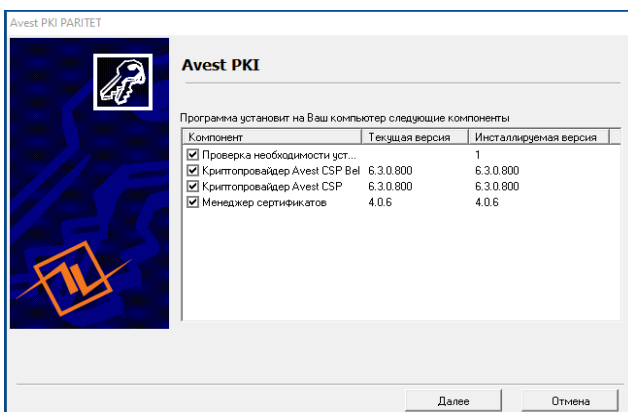 Avest PKI PARITET
Avest PKI
Программа установит на Ваш компьютер следующие компоненты
Компонент Текущая версия Инсталлируемая версия
Проверка необходимости уст... 1
Криптопровайдер Avest CSP Bel 6.3.0.800 6.3.0.800
Криптопровайдер Avest CSP 6.3.0.800 6.3.0.800
Менеджер сертификатов 4.0.6 4.0.6
Далее Отмена